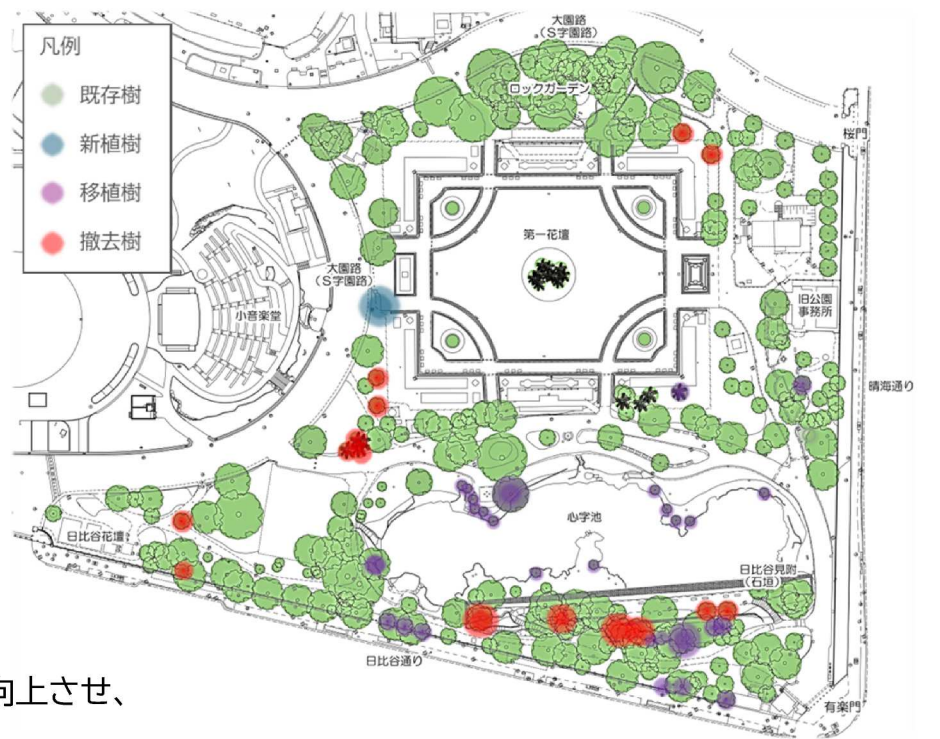 凡例
既存樹
新植樹
移植樹
撤去樹
大園路
(S字園路)
ロックガーデン
桜門
第一花壇
大園路
(S字園路)
小音楽堂
旧公園
事務所
晴海通り
心字池
日比谷花壇
日比谷見附
(石垣)
日比谷通り
有楽門
向上させ、